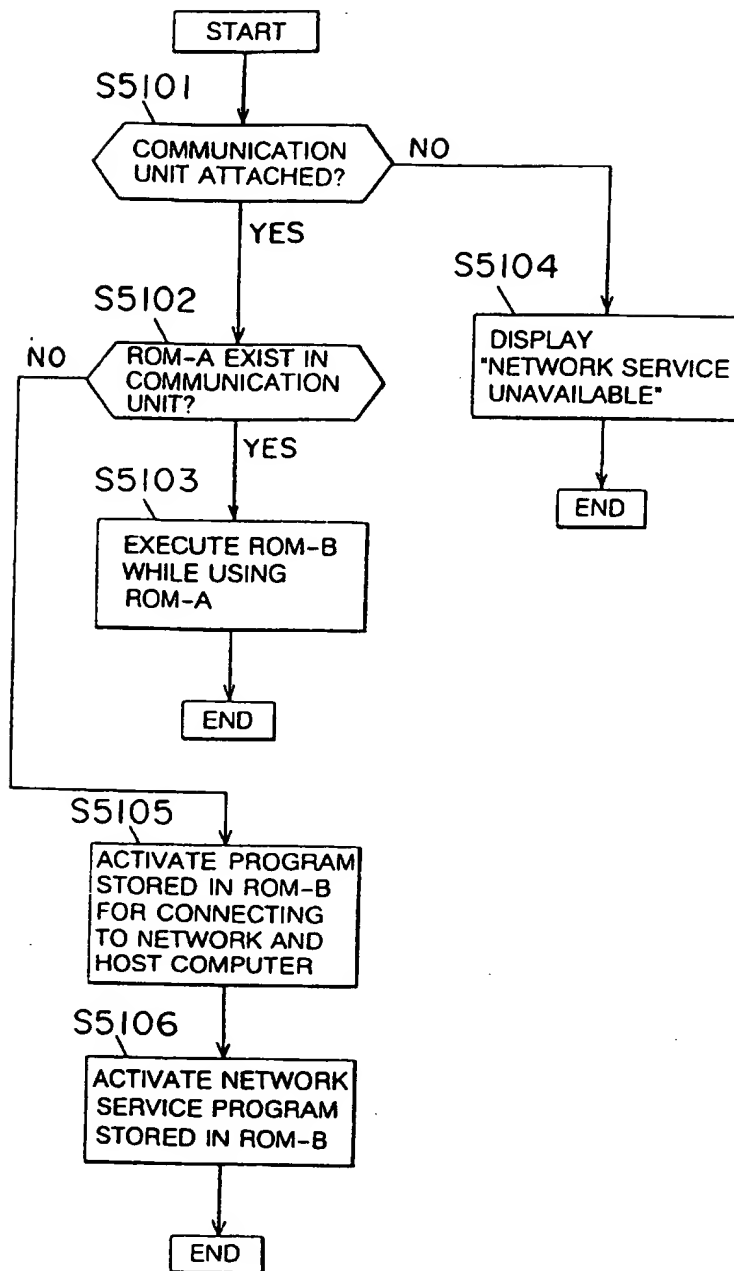 START
S5101
COMMUNICATION
UNIT ATTACHED?
NO
YES
S5104
DISPLAY
"NETWORK SERVICE
UNAVAILABLE"
END
S5102
NO
ROM-A EXIST IN
COMMUNICATION
UNIT?
YES
S5103
EXECUTE ROM-B
WHILE USING
ROM-A
END
S5105
ACTIVATE PROGRAM
STORED IN ROM-B
FOR CONNECTING
TO NETWORK AND
HOST COMPUTER
S5106
ACTIVATE NETWORK
SERVICE PROGRAM
STORED IN ROM-B
END